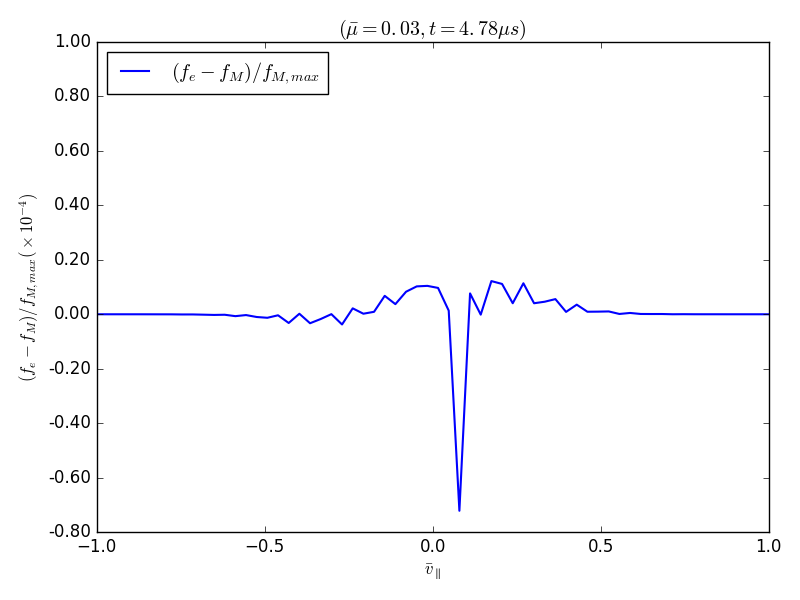 (μ̄ = 0.03, t = 4.78μs)
1.00
(f_e − f_M)/f_{M,max}
0.80
0.60
0.40
0.20
0.00
-0.20
-0.40
-0.60
-0.80
(f_e − f_M)/f_{M,max}(×10^{−4})
−1.0 −0.5 0.0 0.5 1.0
v̄_∥